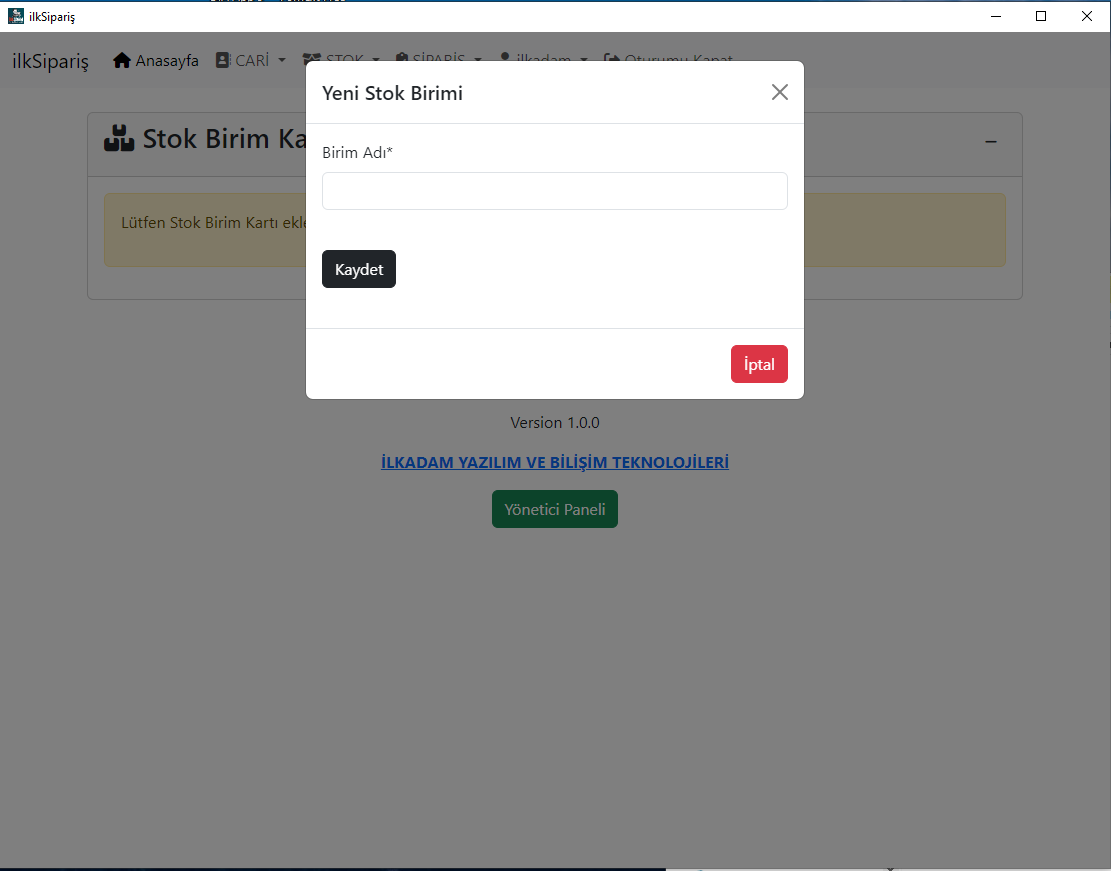 ilkSipariş
ilkSipariş Anasayfa CARİ STOK SİPARİŞ ilkadam Oturumu Kapat
Yeni Stok Birimi
Stok Birim Ka
Birim Adı*
Lütfen Stok Birim Kartı ekle
Kaydet
İptal
Version 1.0.0
İLKADAM YAZILIM VE BİLİŞİM TEKNOLOJİLERİ
Yönetici Paneli